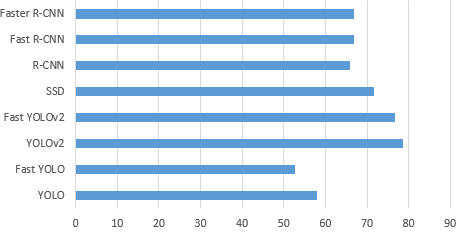 Faster R-CNN
Fast R-CNN
R-CNN
SSD
Fast YOLOv2
YOLOv2
Fast YOLO
YOLO
0 10 20 30 40 50 60 70 80 90